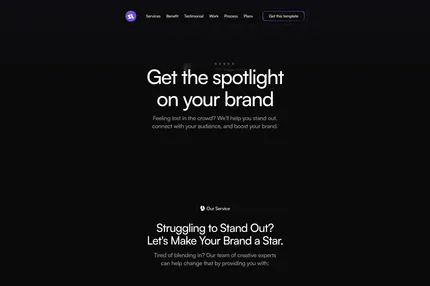 Services Benefit Testimonial Work Process Plans Get this template
Get the spotlight
on your brand
Feeling lost in the crowd? We'll help you stand out,
connect with your audience, and boost your brand.
Our Service
Struggling to Stand Out?
Let's Make Your Brand a Star.
Tired of blending in? Our team of creative experts
can help change that by providing you with: